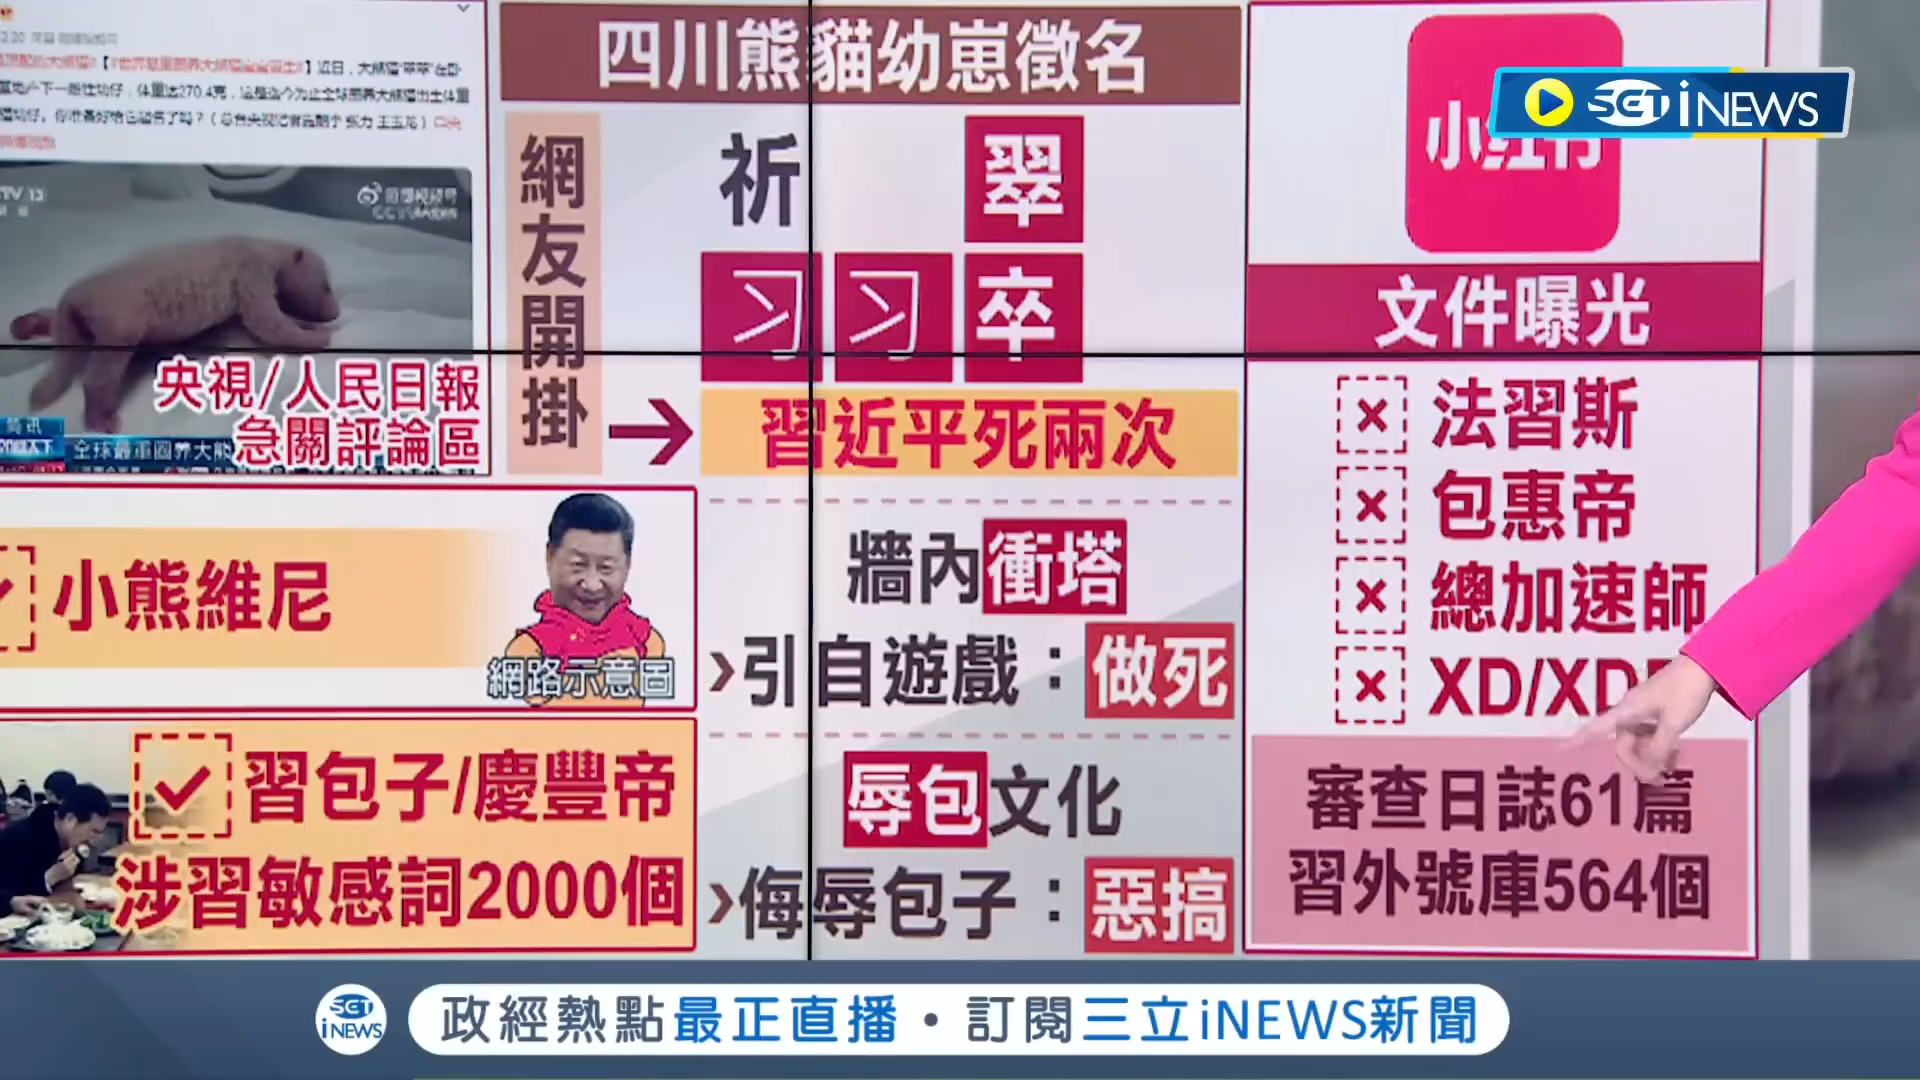 四川熊貓幼崽徵名
網友開掛
祈 翠
习 习 卒
習近平死兩次
央視/人民日報
急關評論區
小熊維尼
網路示意圖
習包子/慶豐帝
涉習敏感詞2000個
牆內衝塔
引自遊戲：做死
辱包文化
侮辱包子：惡搞
SET iNEWS
文件曝光
法習斯
包惠帝
總加速師
XD/XD
審查日誌61篇
習外號庫564個
SET iNEWS
政經熱點最正直播・訂閱三立iNEWS新聞